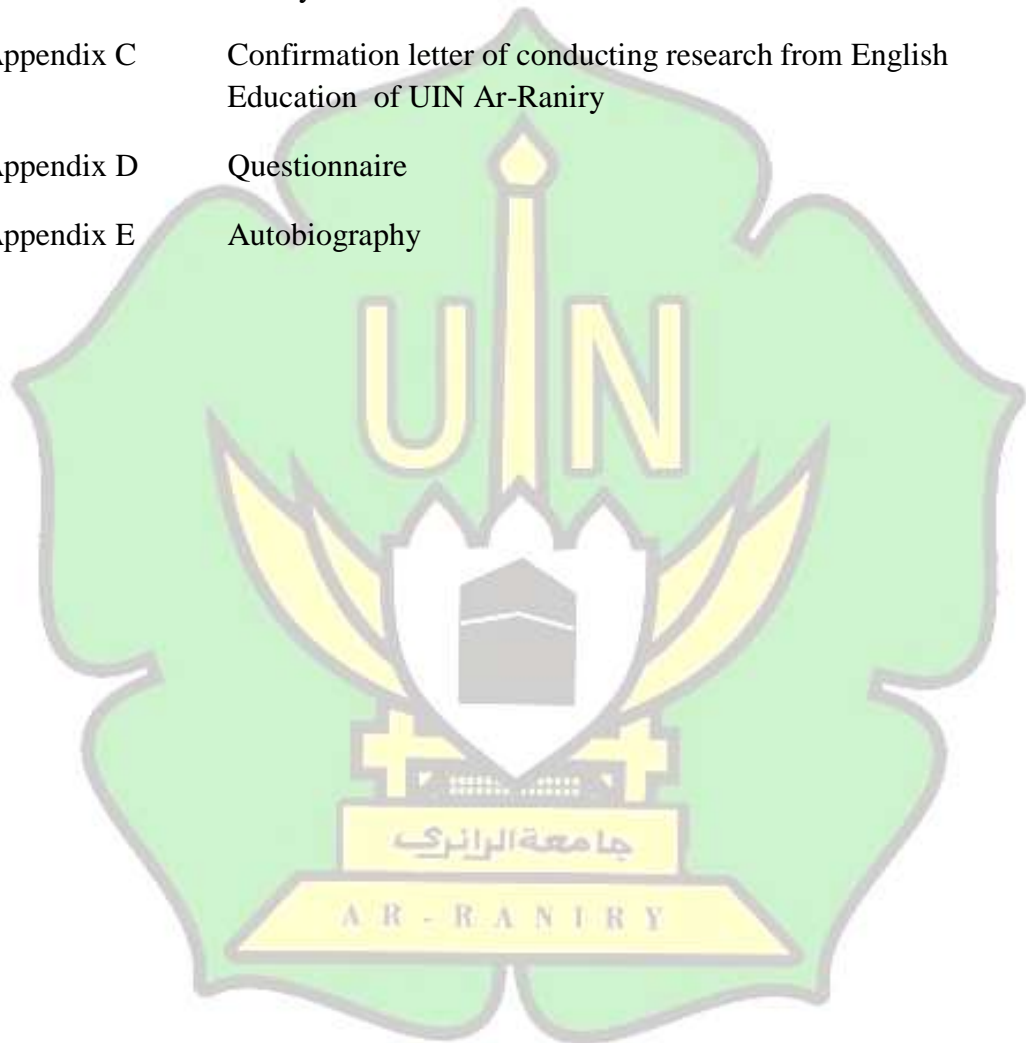 ppendix C Confirmation letter of conducting research from English
Education of UIN Ar-Raniry
ppendix D Questionnaire
ppendix E Autobiography
UIN
جامعة الرانري
AR-RANIRY